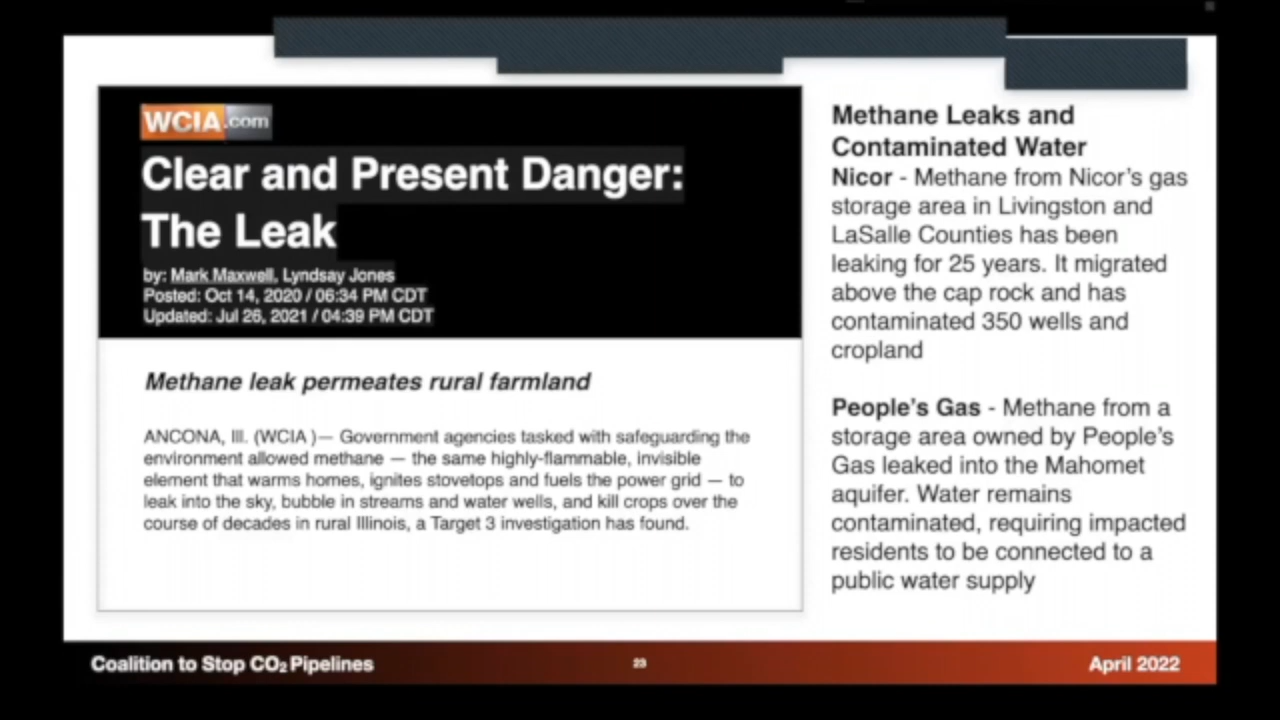 WCIA.com
Clear and Present Danger:
The Leak
by: Mark Maxwell, Lyndsay Jones
Posted: Oct 14, 2020 / 06:34 PM CDT
Updated: Jul 26, 2021 / 04:39 PM CDT
Methane leak permeates rural farmland
ANCONA, Ill. (WCIA )— Government agencies tasked with safeguarding the
environment allowed methane — the same highly-flammable, invisible
element that warms homes, ignites stovetops and fuels the power grid — to
leak into the sky, bubble in streams and water wells, and kill crops over the
course of decades in rural Illinois, a Target 3 investigation has found.
Methane Leaks and
Contaminated Water
Nicor - Methane from Nicor's gas
storage area in Livingston and
LaSalle Counties has been
leaking for 25 years. It migrated
above the cap rock and has
contaminated 350 wells and
cropland
People's Gas - Methane from a
storage area owned by People's
Gas leaked into the Mahomet
aquifer. Water remains
contaminated, requiring impacted
residents to be connected to a
public water supply
Coalition to Stop CO₂ Pipelines
23
April 2022